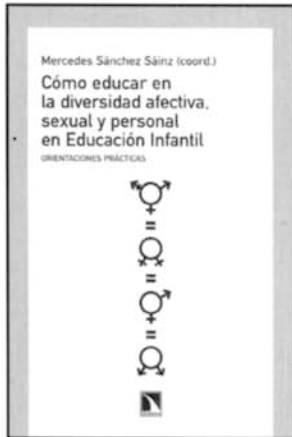 Mercedes Sánchez Sáinz (coord.)
Cómo educar en
la diversidad afectiva,
sexual y personal
en Educación Infantil
ORIENTACIONES PRÁCTICAS
=
=
=